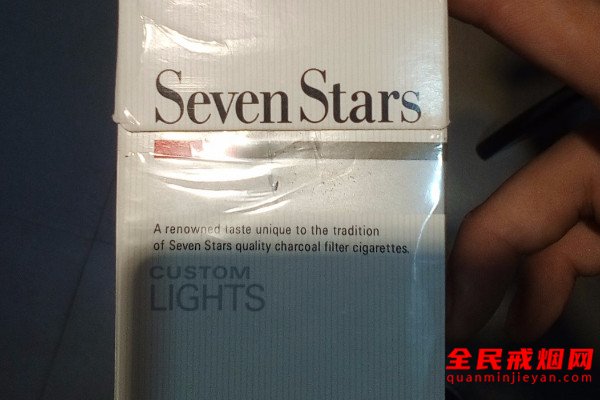 Seven Stars
A renowned taste unique to the tradition
of Seven Stars quality charcoal filter cigarettes.
CUSTOM
LIGHTS
全民戒烟网
quanminjieyan.com